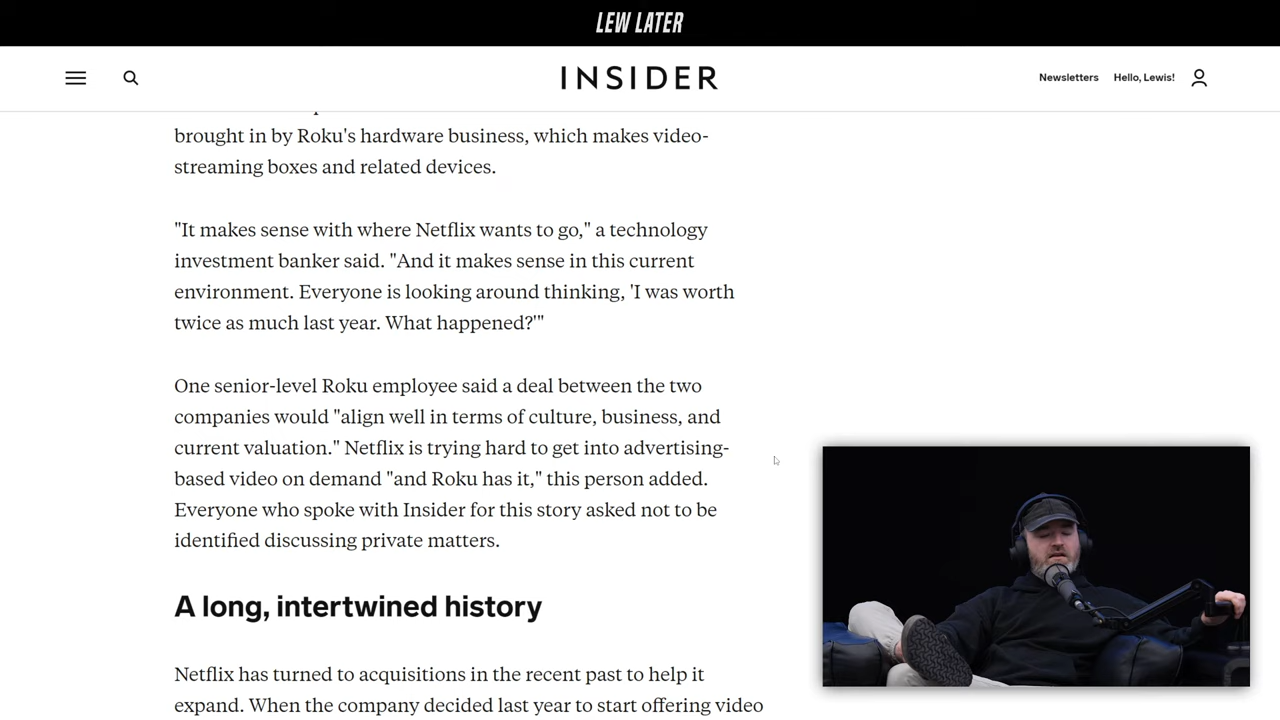 LEW LATER
INSIDER
Newsletters
Hello, Lewis!
brought in by Roku's hardware business, which makes video-
streaming boxes and related devices.
"It makes sense with where Netflix wants to go," a technology
investment banker said. "And it makes sense in this current
environment. Everyone is looking around thinking, 'I was worth
twice as much last year. What happened?'"
One senior-level Roku employee said a deal between the two
companies would "align well in terms of culture, business, and
current valuation." Netflix is trying hard to get into advertising-
based video on demand "and Roku has it," this person added.
Everyone who spoke with Insider for this story asked not to be
identified discussing private matters.
A long, intertwined history
Netflix has turned to acquisitions in the recent past to help it
expand. When the company decided last year to start offering video